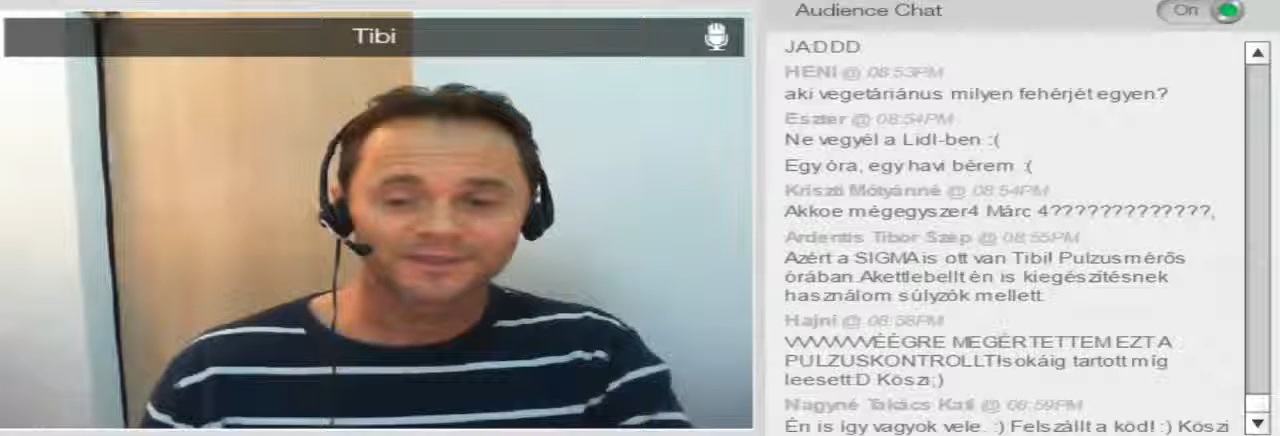 Tibi
Audience Chat
On
JA:DDD
HENI @ 08:53PM
aki vegetáriánus milyen fehérjét egyen?
Eszter @ 08:54PM
Ne vegyél a Lidl-ben :(
Egy óra, egy havi bérem :(
Kriszti Mótyánné @ 08:54PM
Akkoe mégegyszer4 Márc 4?????????????,
Ardentis Tibor Szép @ 08:55PM
Azért a SIGMA is ott van Tibi! Pulzusmérős
órában.Akettlebellt én is kiegészítésnek
használom súlyzók mellett.
Hajni @ 08:58PM
VVVVVVVÉÉGRE MEGÉRTETTEM EZT A
PULZUSKONTROLLT!sokáig tartott míg
leesett:D Köszi;)
Nagyné Takács Kati @ 08:59PM
Én is így vagyok vele. :) Felszállt a köd! :) Köszi